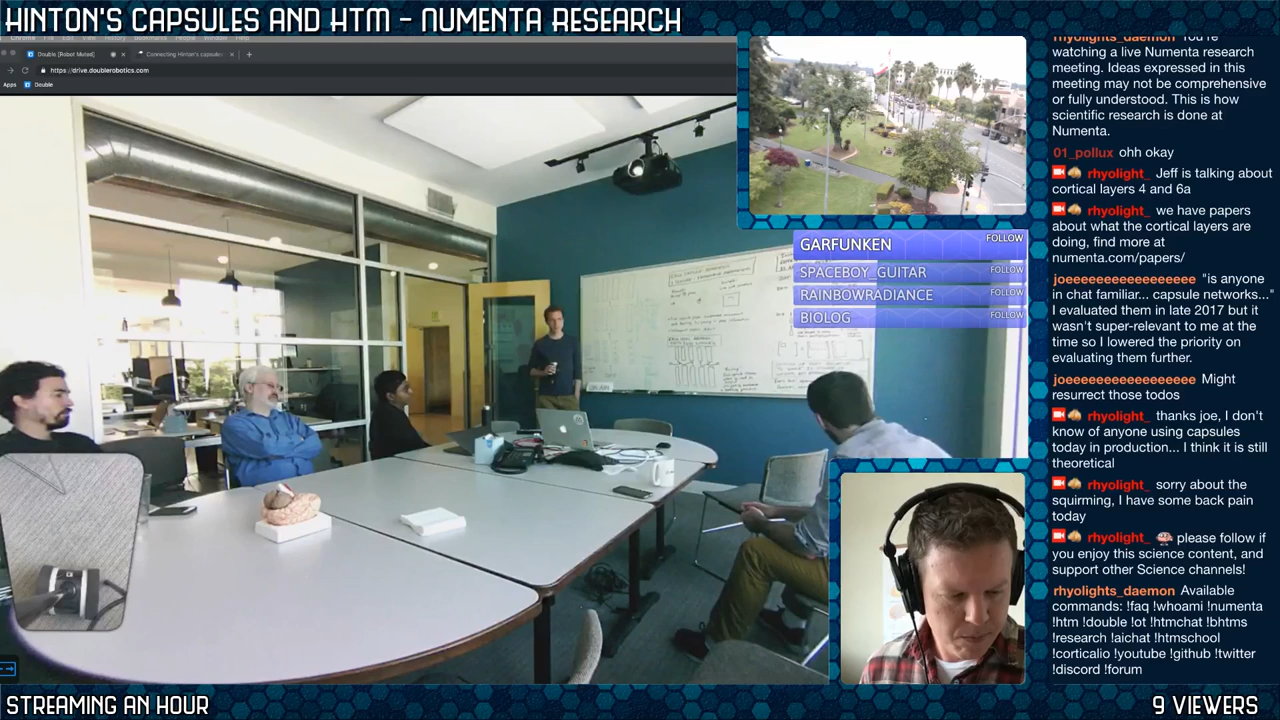 HINTON'S CAPSULES AND HTM - NUMENTA RESEARCH
Double [Robot Muted]
Connecting Hinton's capsules
https://drive.doublerobotics.com
Apps
Double
GARFUNKEN FOLLOW
SPACEBOY_GUITAR FOLLOW
RAINBOWRADIANCE FOLLOW
BIOLOG FOLLOW
rhyolights_daemon You're
watching a live Numenta research
meeting. Ideas expressed in this
meeting may not be comprehensive
or fully understood. This is how
scientific research is done at
Numenta.
01_pollux ohh okay
rhyolight_ Jeff is talking about
cortical layers 4 and 6a
rhyolight_ we have papers
about what the cortical layers are
doing, find more at
numenta.com/papers/
joeeeeeeeeeeeeeeeee "is anyone
in chat familiar... capsule networks..."
I evaluated them in late 2017 but it
wasn't super-relevant to me at the
time so I lowered the priority on
evaluating them further.
joeeeeeeeeeeeeeeeee Might
resurrect those todos
rhyolight_ thanks joe, I don't
know of anyone using capsules
today in production... I think it is still
theoretical
rhyolight_ sorry about the
squirming, I have some back pain
today
rhyolight_ please follow if
you enjoy this science content, and
support other Science channels!
rhyolights_daemon Available
commands: !faq !whoami !numenta
!htm !double !ot !htmchat !bhtms
!research !aichat !htmschool
!corticalio !youtube !github !twitter
!discord !forum
STREAMING AN HOUR
9 VIEWERS